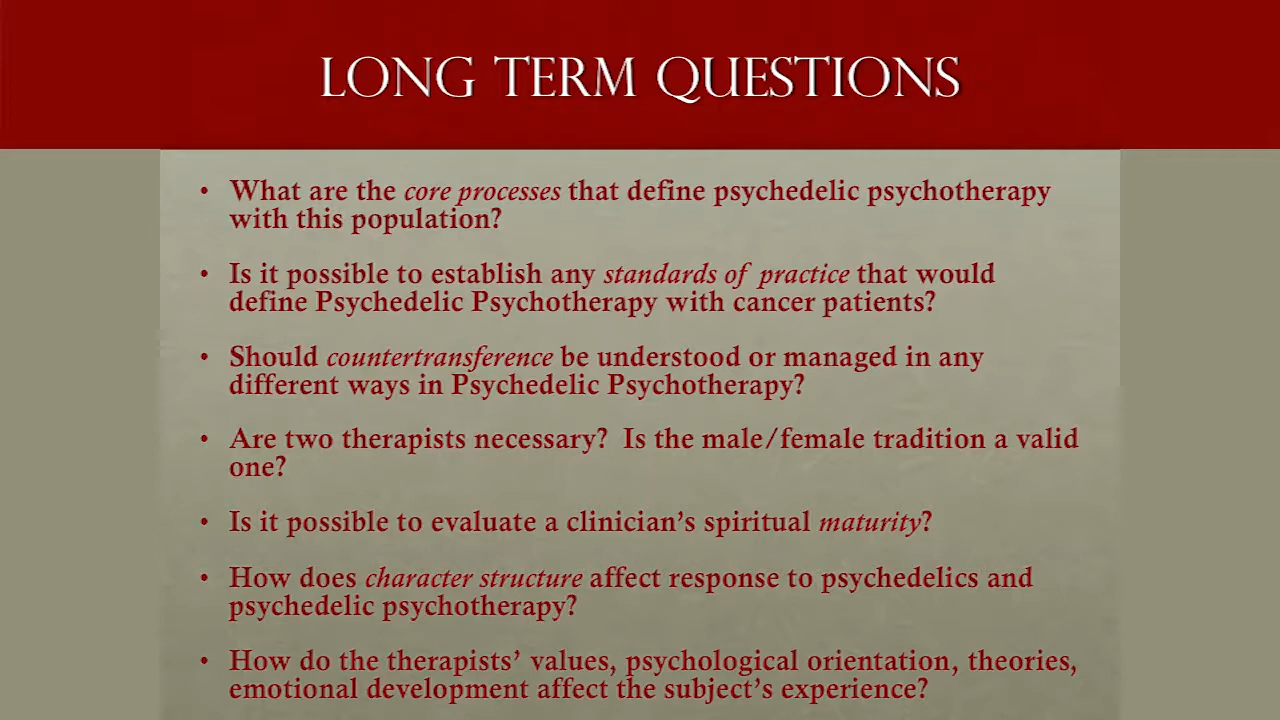 LONG TERM QUESTIONS
• What are the core processes that define psychedelic psychotherapy
with this population?
• Is it possible to establish any standards of practice that would
define Psychedelic Psychotherapy with cancer patients?
• Should countertransference be understood or managed in any
different ways in Psychedelic Psychotherapy?
• Are two therapists necessary?  Is the male/female tradition a valid
one?
• Is it possible to evaluate a clinician’s spiritual maturity?
• How does character structure affect response to psychedelics and
psychedelic psychotherapy?
• How do the therapists’ values, psychological orientation, theories,
emotional development affect the subject’s experience?